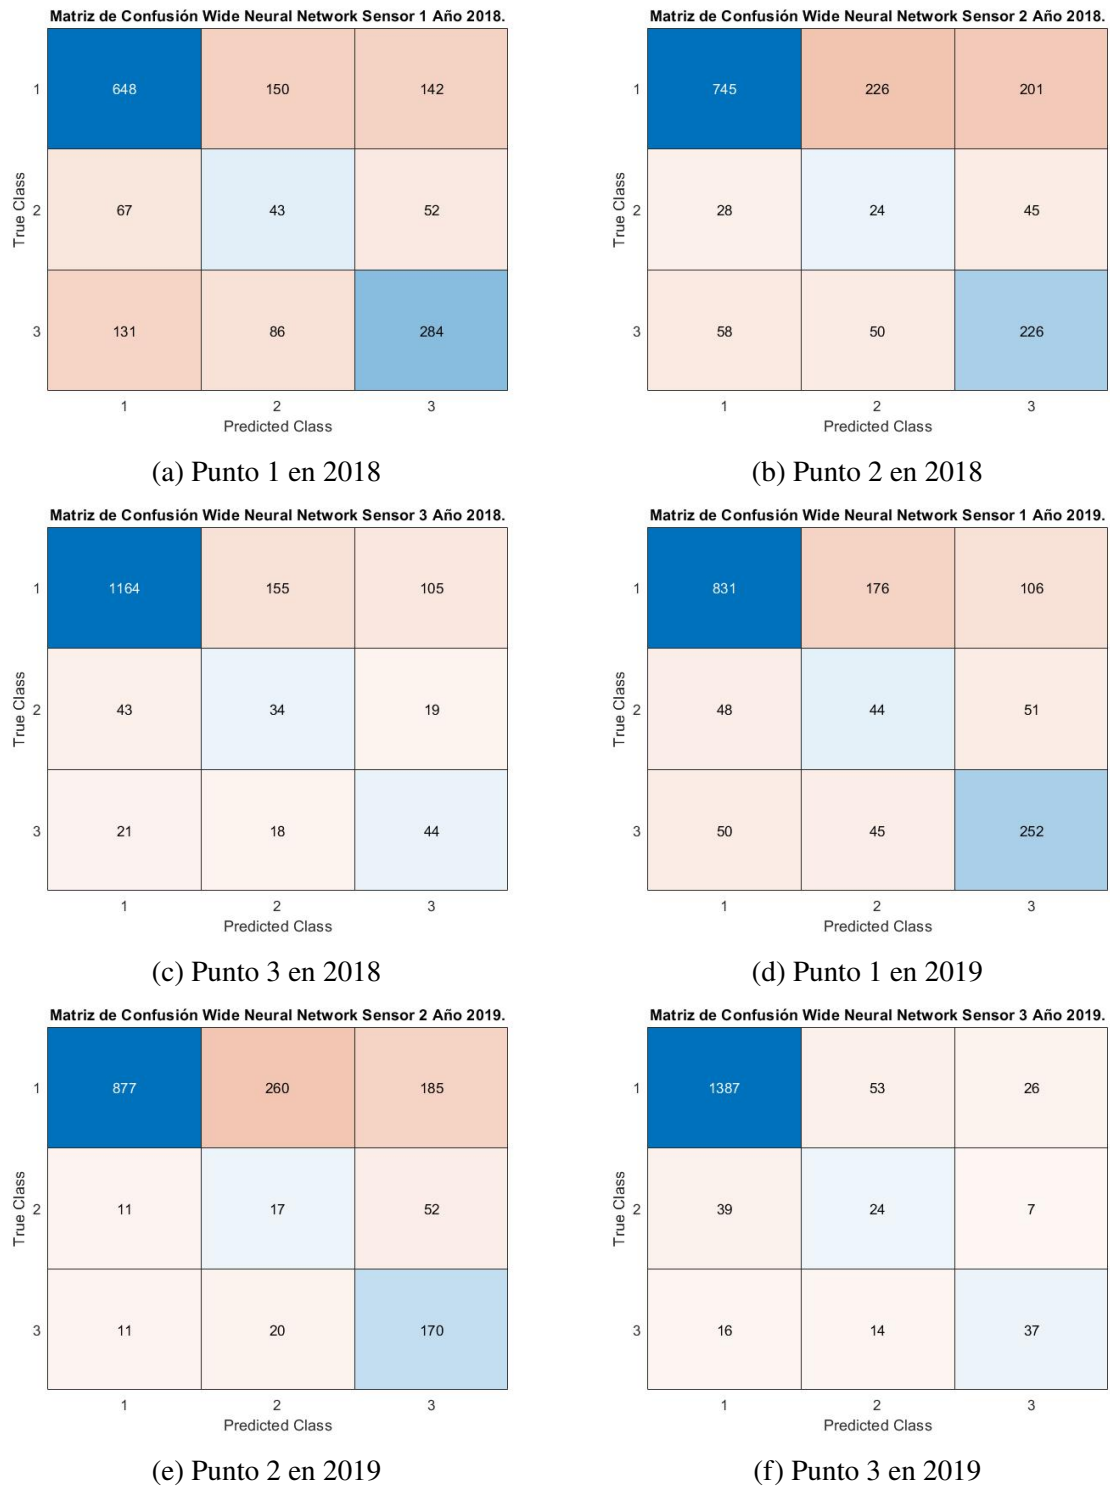 Matriz de Confusión Wide Neural Network Sensor 1 Año 2018.
1 648 150 142
2 67 43 52
3 131 86 284
True Class
1 2 3
Predicted Class
(a) Punto 1 en 2018
Matriz de Confusión Wide Neural Network Sensor 2 Año 2018.
1 745 226 201
2 28 24 45
3 58 50 226
True Class
1 2 3
Predicted Class
(b) Punto 2 en 2018
Matriz de Confusión Wide Neural Network Sensor 3 Año 2018.
1 1164 155 105
2 43 34 19
3 21 18 44
True Class
1 2 3
Predicted Class
(c) Punto 3 en 2018
Matriz de Confusión Wide Neural Network Sensor 1 Año 2019.
1 831 176 106
2 48 44 51
3 50 45 252
True Class
1 2 3
Predicted Class
(d) Punto 1 en 2019
Matriz de Confusión Wide Neural Network Sensor 2 Año 2019.
1 877 260 185
2 11 17 52
3 11 20 170
True Class
1 2 3
Predicted Class
(e) Punto 2 en 2019
Matriz de Confusión Wide Neural Network Sensor 3 Año 2019.
1 1387 53 26
2 39 24 7
3 16 14 37
True Class
1 2 3
Predicted Class
(f) Punto 3 en 2019